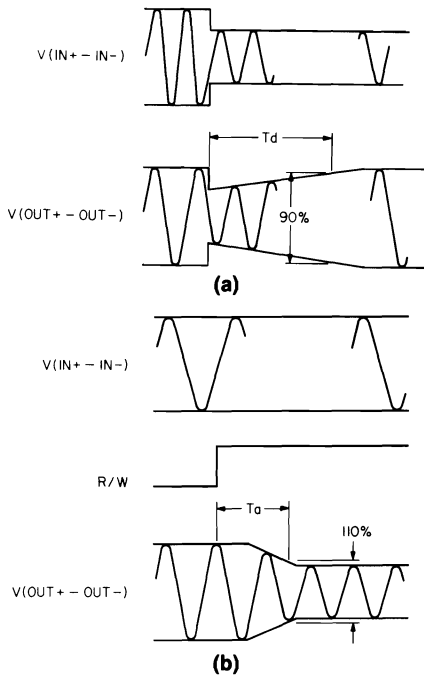 V(IN+ – IN–)
Td
V(OUT+ – OUT–)
90%
(a)
V(IN+ – IN–)
R/W
Ta
110%
V(OUT+ – OUT–)
(b)